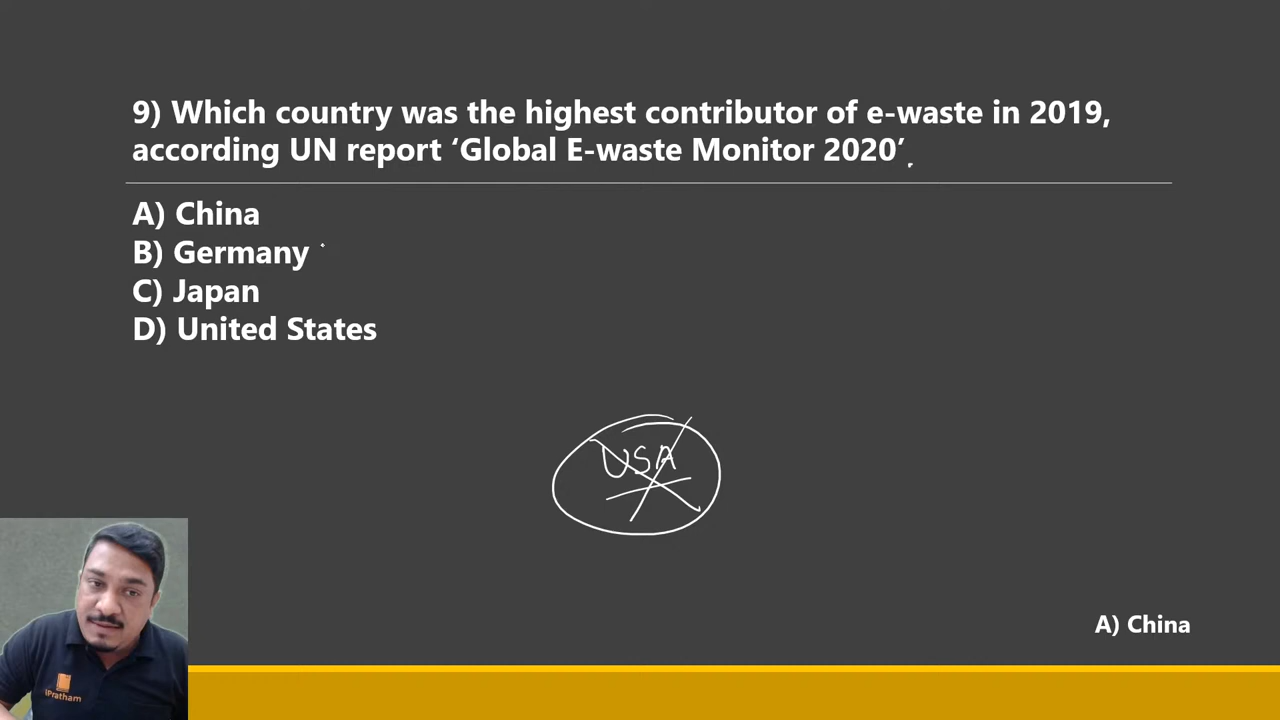 9) Which country was the highest contributor of e-waste in 2019,
according UN report ‘Global E-waste Monitor 2020’
A) China
B) Germany
C) Japan
D) United States
USA
A) China
iPratham